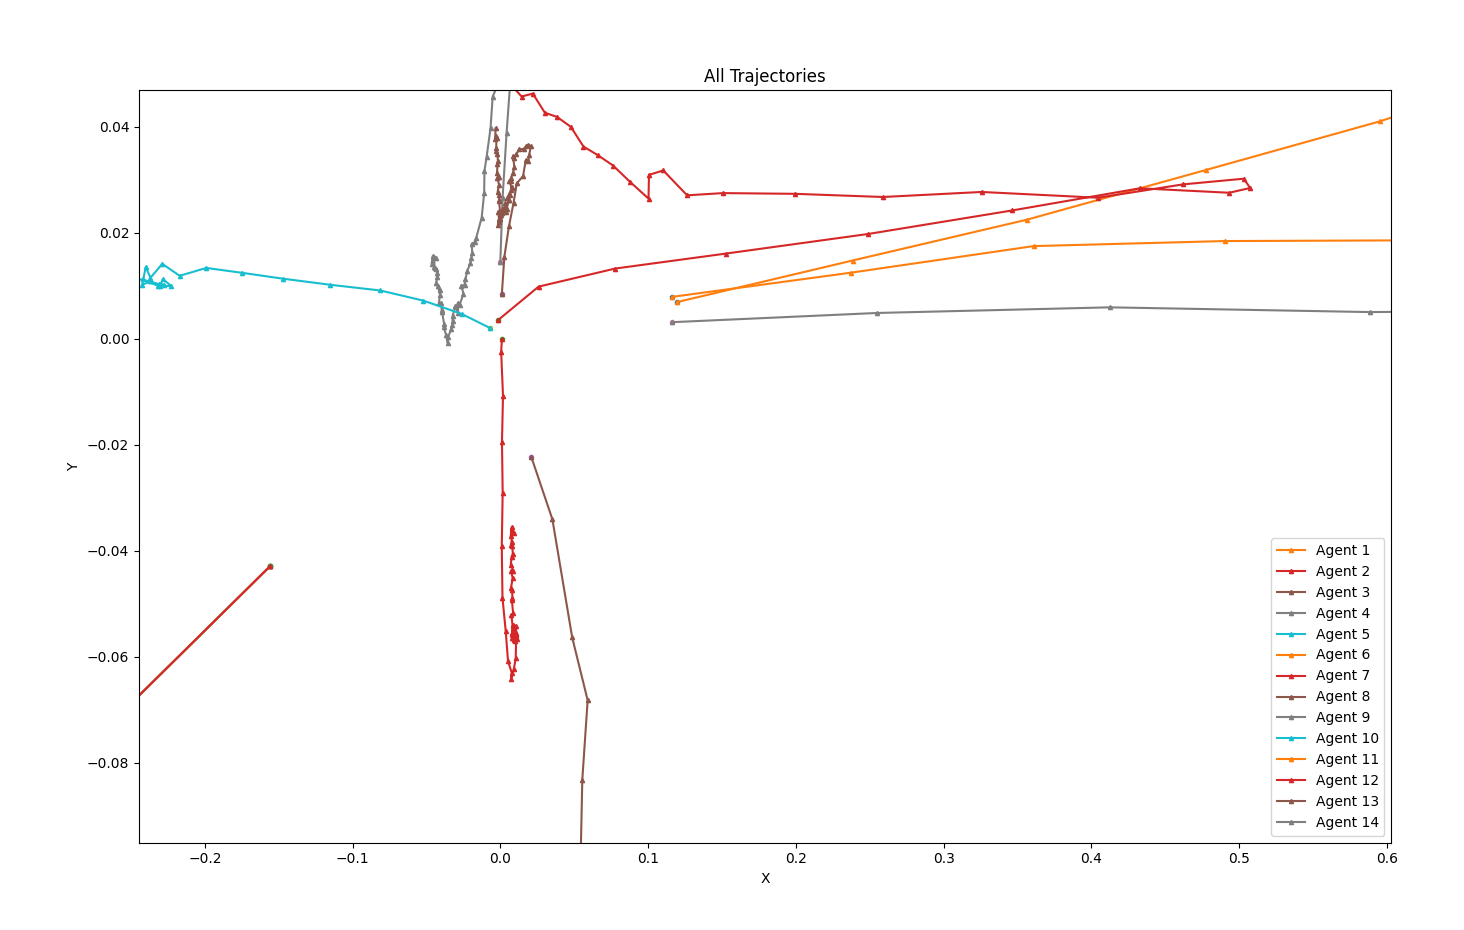 All Trajectories
0.04
0.02
0.00
−0.02
−0.04
−0.06
−0.08
Y
−0.2
−0.1
0.0
0.1
0.2
0.3
0.4
0.5
0.6
X
Agent 1
Agent 2
Agent 3
Agent 4
Agent 5
Agent 6
Agent 7
Agent 8
Agent 9
Agent 10
Agent 11
Agent 12
Agent 13
Agent 14